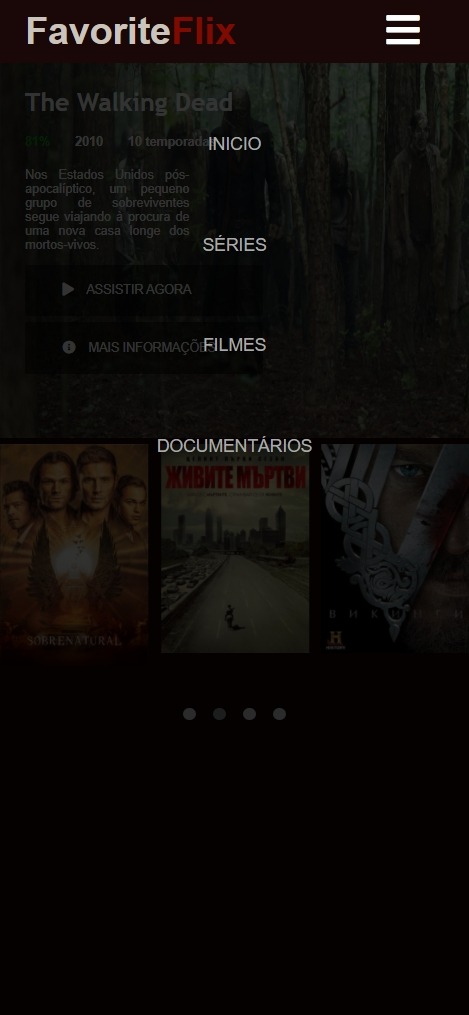 FavoriteFlix
The Walking Dead
81% 2010 10 temporadas
INICIO
Nos Estados Unidos pós-
apocalíptico, um pequeno
grupo de sobreviventes
segue viajando à procura de
uma nova casa longe dos
mortos-vivos.
SÉRIES
ASSISTIR AGORA
FILMES
MAIS INFORMAÇÕES
DOCUMENTÁRIOS
ЖИВИТЕ МЪРТВИ
SOBRENATURAL
ВИКИНГИ
H